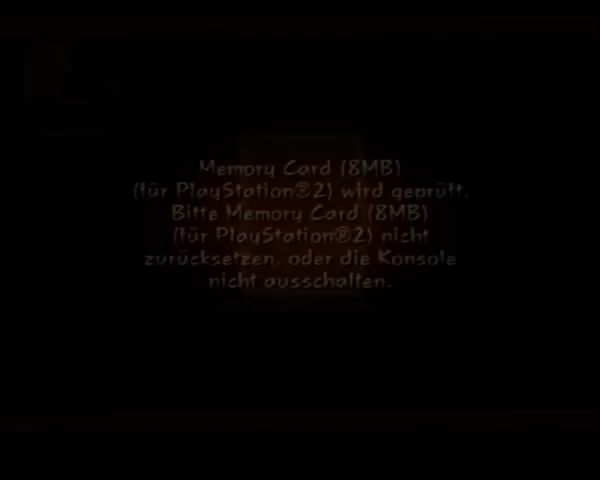 Memory Card (8MB)
(für PlayStation®2) wird geprüft.
Bitte Memory Card (8MB)
(für PlayStation®2) nicht
zurücksetzen, oder die Konsole
nicht ausschalten.